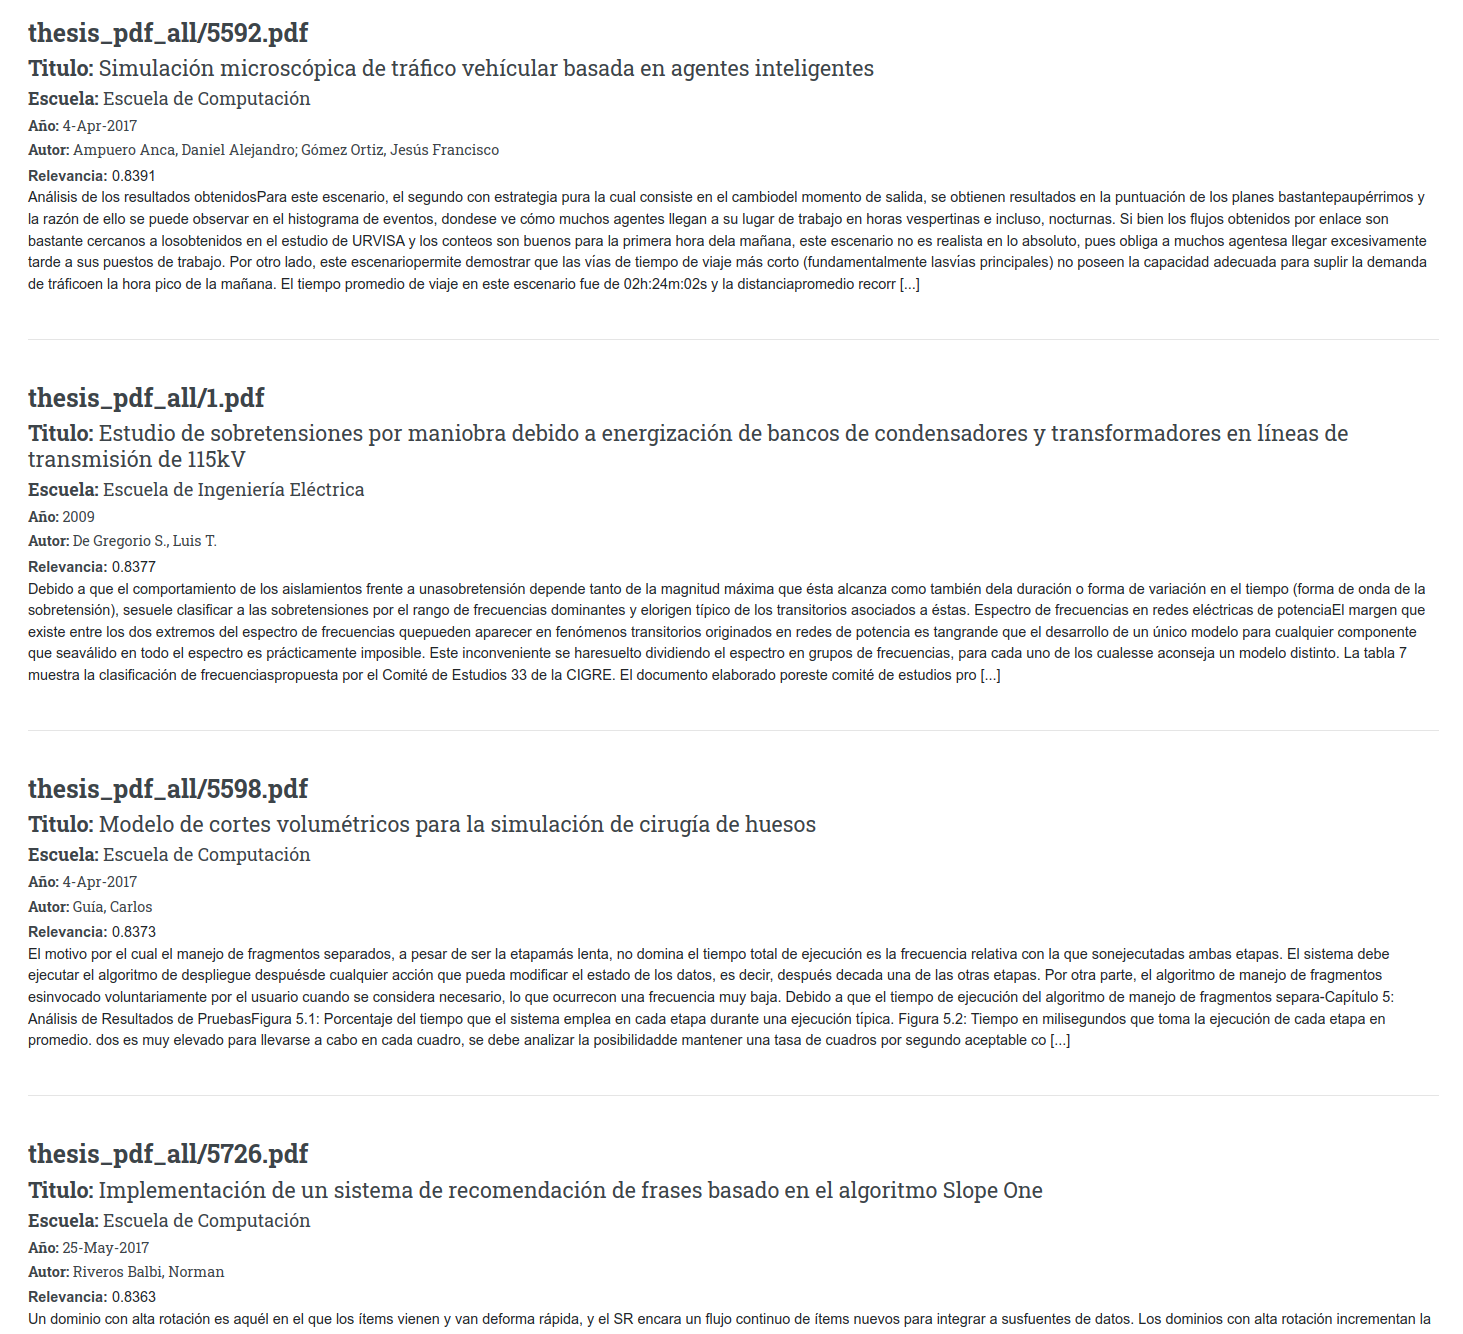 thesis_pdf_all/5592.pdf
Titulo: Simulación microscópica de tráfico vehícular basada en agentes inteligentes
Escuela: Escuela de Computación
Año: 4-Apr-2017
Autor: Ampuero Anca, Daniel Alejandro; Gómez Ortiz, Jesús Francisco
Relevancia: 0.8391
Análisis de los resultados obtenidosPara este escenario, el segundo con estrategia pura la cual consiste en el cambiodel momento de salida, se obtienen resultados en la puntuación de los planes bastantepaupérrimos y
la razón de ello se puede observar en el histograma de eventos, dondese ve cómo muchos agentes llegan a su lugar de trabajo en horas vespertinas e incluso, nocturnas. Si bien los flujos obtenidos por enlace son
bastante cercanos a losobtenidos en el estudio de URVISA y los conteos son buenos para la primera hora dela mañana, este escenario no es realista en lo absoluto, pues obliga a muchos agentesa llegar excesivamente
tarde a sus puestos de trabajo. Por otro lado, este escenariopermite demostrar que las vías de tiempo de viaje más corto (fundamentalmente lasvías principales) no poseen la capacidad adecuada para suplir la demanda
de tráficoen la hora pico de la mañana. El tiempo promedio de viaje en este escenario fue de 02h:24m:02s y la distanciapromedio recorr [...]
thesis_pdf_all/1.pdf
Titulo: Estudio de sobretensiones por maniobra debido a energización de bancos de condensadores y transformadores en líneas de
transmisión de 115kV
Escuela: Escuela de Ingeniería Eléctrica
Año: 2009
Autor: De Gregorio S., Luis T.
Relevancia: 0.8377
Debido a que el comportamiento de los aislamientos frente a unasobretensión depende tanto de la magnitud máxima que ésta alcanza como también dela duración o forma de variación en el tiempo (forma de onda de la
sobretensión), sesuele clasificar a las sobretensiones por el rango de frecuencias dominantes y elorigen típico de los transitorios asociados a éstas. Espectro de frecuencias en redes eléctricas de potenciaEl margen que
existe entre los dos extremos del espectro de frecuencias quepueden aparecer en fenómenos transitorios originados en redes de potencia es tangrande que el desarrollo de un único modelo para cualquier componente
que seaválido en todo el espectro es prácticamente imposible. Este inconveniente se haresuelto dividiendo el espectro en grupos de frecuencias, para cada uno de los cualesse aconseja un modelo distinto. La tabla 7
muestra la clasificación de frecuenciaspropuesta por el Comité de Estudios 33 de la CIGRE. El documento elaborado poreste comité de estudios pro [...]
thesis_pdf_all/5598.pdf
Titulo: Modelo de cortes volumétricos para la simulación de cirugía de huesos
Escuela: Escuela de Computación
Año: 4-Apr-2017
Autor: Guía, Carlos
Relevancia: 0.8373
El motivo por el cual el manejo de fragmentos separados, a pesar de ser la etapamás lenta, no domina el tiempo total de ejecución es la frecuencia relativa con la que sonejecutadas ambas etapas. El sistema debe
ejecutar el algoritmo de despliegue despuésde cualquier acción que pueda modificar el estado de los datos, es decir, después decada una de las otras etapas. Por otra parte, el algoritmo de manejo de fragmentos
esinvocado voluntariamente por el usuario cuando se considera necesario, lo que ocurrecon una frecuencia muy baja. Debido a que el tiempo de ejecución del algoritmo de manejo de fragmentos separa-Capítulo 5:
Análisis de Resultados de PruebasFigura 5.1: Porcentaje del tiempo que el sistema emplea en cada etapa durante una ejecución típica. Figura 5.2: Tiempo en milisegundos que toma la ejecución de cada etapa en
promedio. dos es muy elevado para llevarse a cabo en cada cuadro, se debe analizar la posibilidadde mantener una tasa de cuadros por segundo aceptable co [...]
thesis_pdf_all/5726.pdf
Titulo: Implementación de un sistema de recomendación de frases basado en el algoritmo Slope One
Escuela: Escuela de Computación
Año: 25-May-2017
Autor: Riveros Balbi, Norman
Relevancia: 0.8363
Un dominio con alta rotación es aquél en el que los ítems vienen y van deforma rápida, y el SR encara un flujo continuo de ítems nuevos para integrar a susfuentes de datos. Los dominios con alta rotación incrementan la